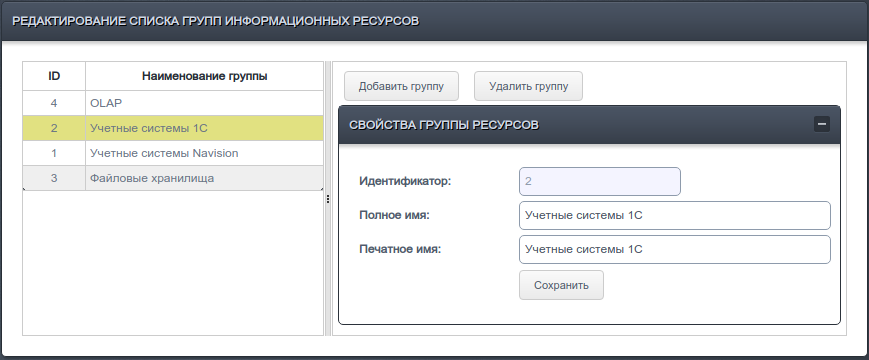 РЕДАКТИРОВАНИЕ СПИСКА ГРУПП ИНФОРМАЦИОННЫХ РЕСУРСОВ
ID Наименование группы
4 OLAP
2 Учетные системы 1С
1 Учетные системы Navision
3 Файловые хранилища
Добавить группу Удалить группу
СВОЙСТВА ГРУППЫ РЕСУРСОВ
Идентификатор: 2
Полное имя: Учетные системы 1С
Печатное имя: Учетные системы 1С
Сохранить